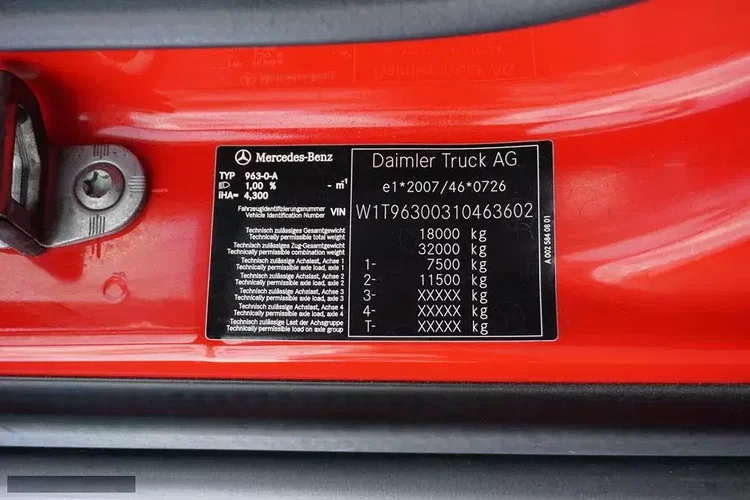 Mercedes-Benz
Daimler Truck AG
TYP 963-0-A
1,00 % - m⁻¹
iHA= 4,300
e1*2007/46*0726
Fahrzeugidentifizierungsnummer
Vehicle Identification Number VIN W1T96300310463602
Technisch zulässiges Gesamtgewicht
Technically permissible total weight 18000 kg
Technisch zulässiges Zug-Gesamtgewicht
Technically permissible combination weight 32000 kg
Technisch zulässige Achslast, Achse 1
Technically permissible axle load, axle 1 1- 7500 kg
Technisch zulässige Achslast, Achse 2
Technically permissible axle load, axle 2 2- 11500 kg
Technisch zulässige Achslast, Achse 3
Technically permissible axle load, axle 3 3- XXXXX kg
Technisch zulässige Achslast, Achse 4
Technically permissible axle load, axle 4 4- XXXXX kg
Technisch zulässige Last der Achsgruppe
Technically permissible load on axle group T- XXXXX kg
A 002 584 08 01